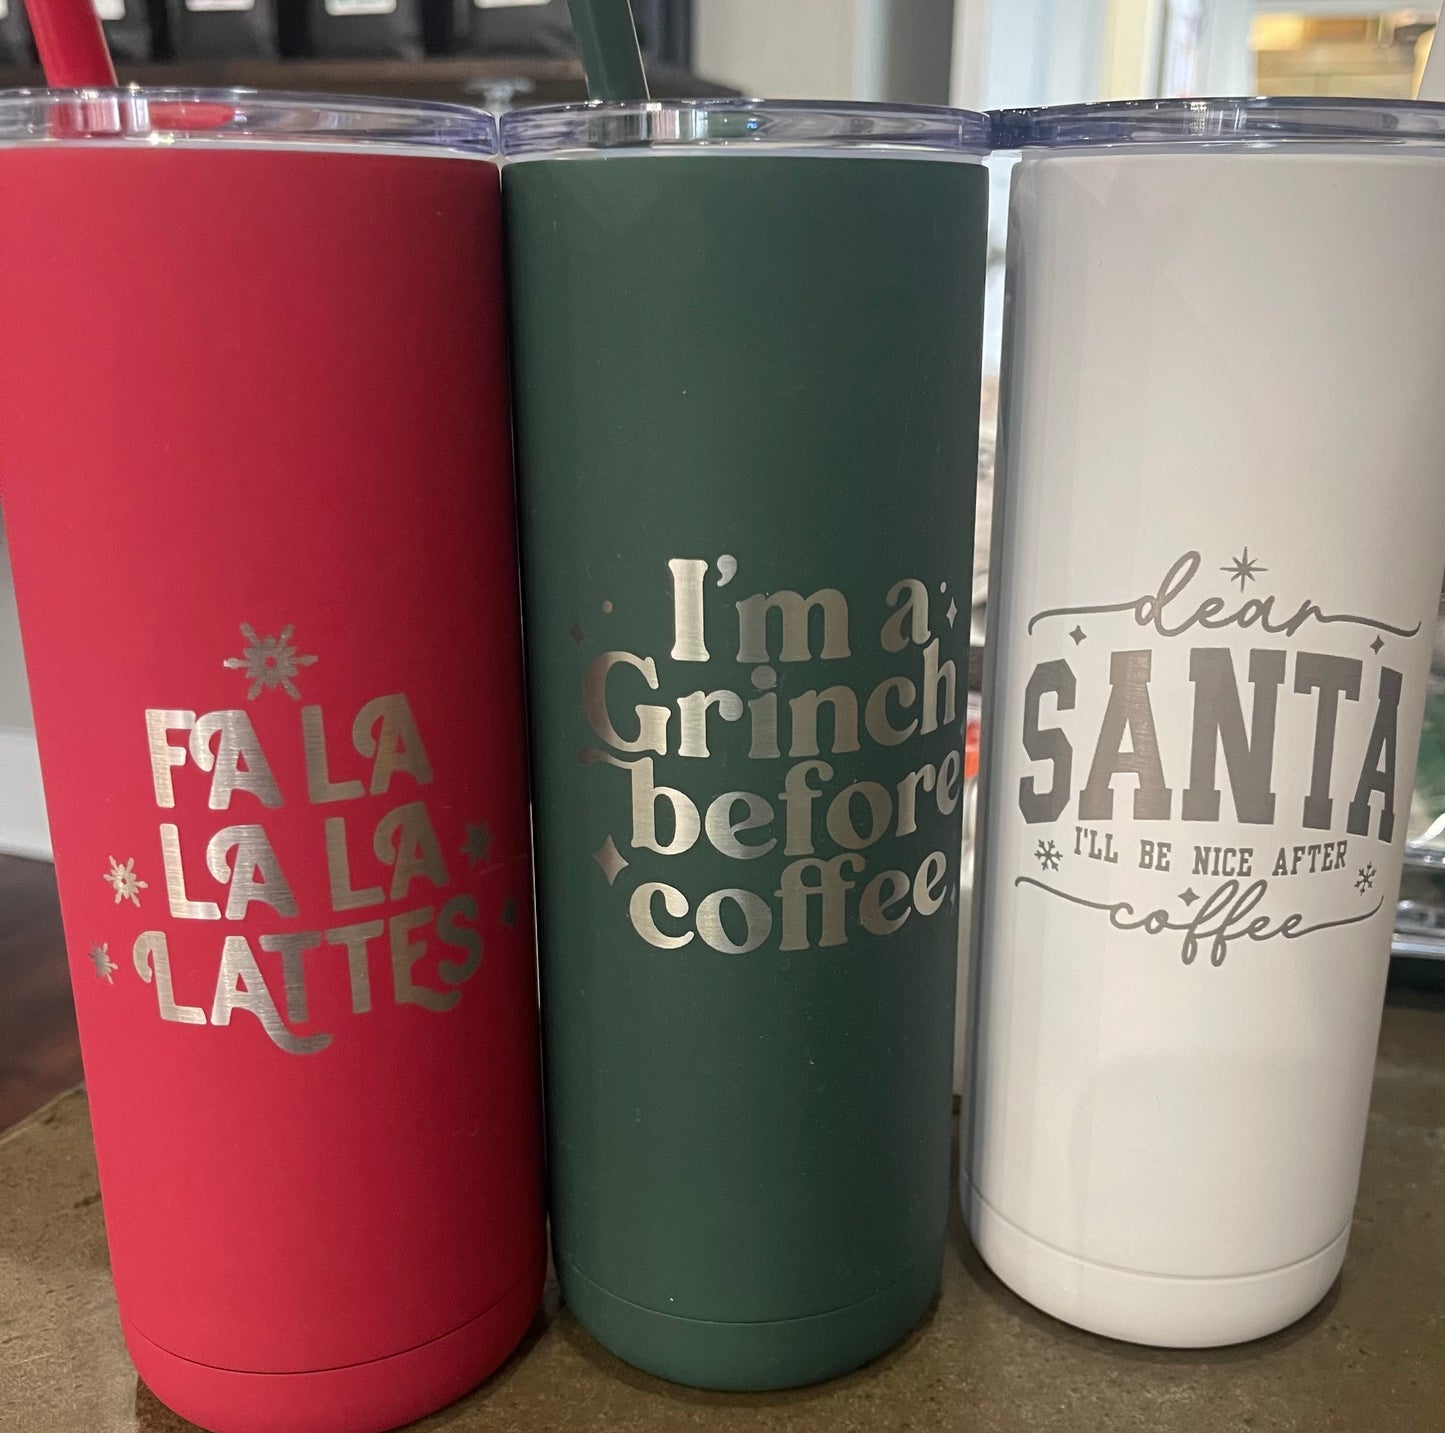 FA LA
LA LA
LATTES
I'm a
Grinch
before
coffee.
dear
SANTA
I'LL BE NICE AFTER
coffee